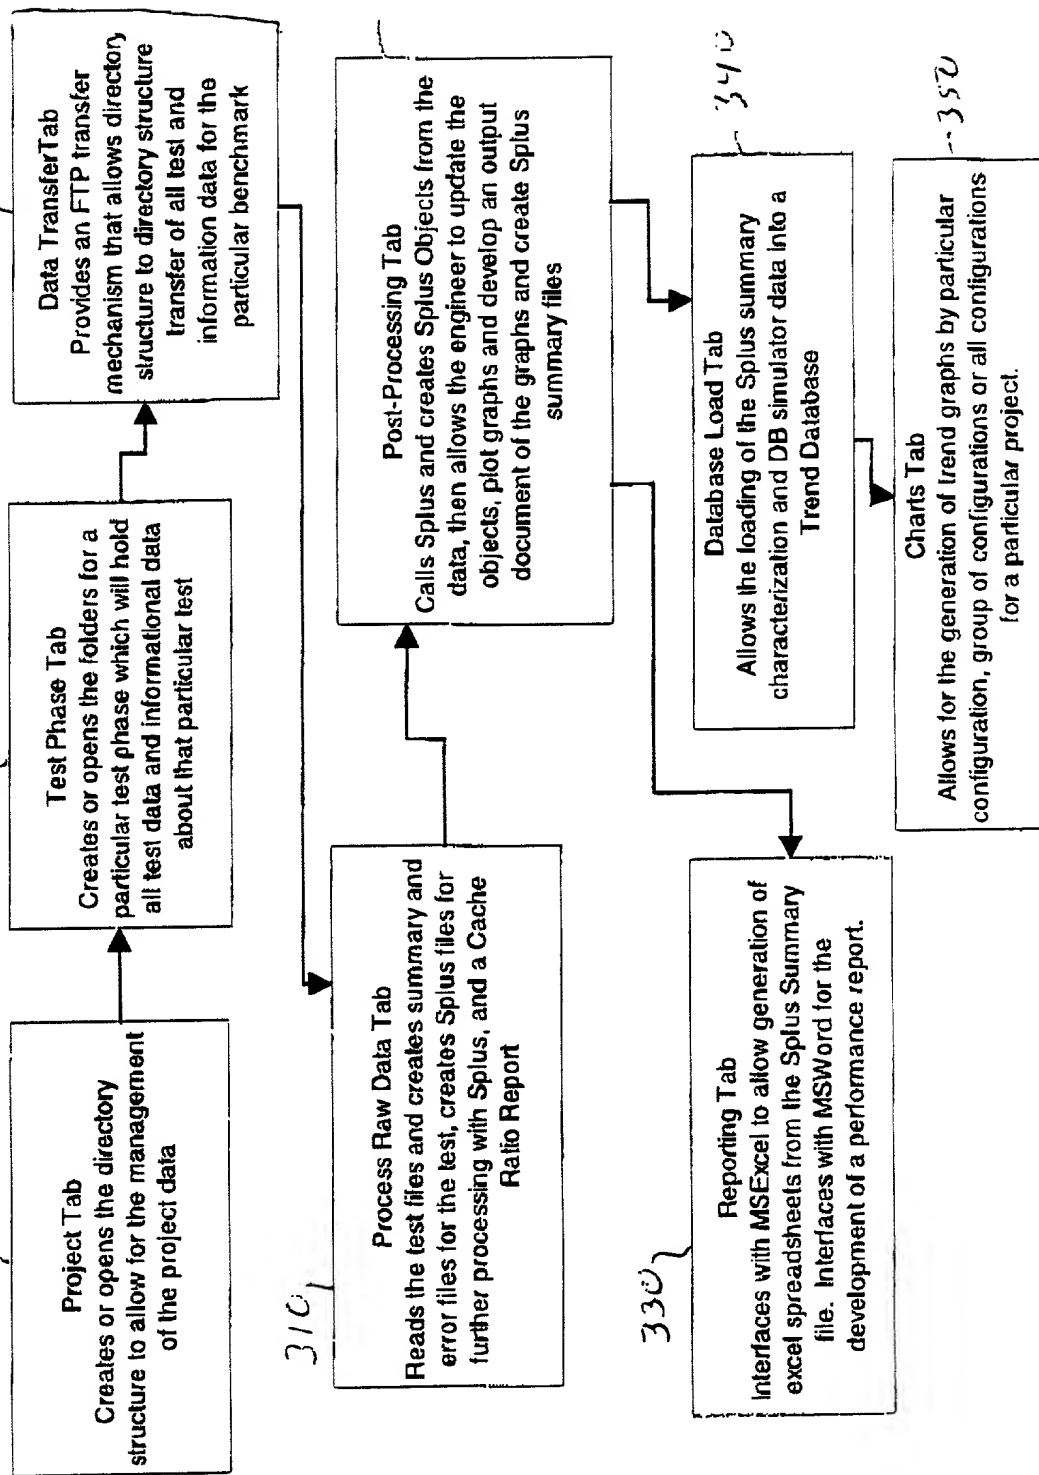 Project Tab
Creates or opens the directory
structure to allow for the management
of the project data
Test Phase Tab
Creates or opens the folders for a
particular test phase which will hold
all test data and informational data
about that particular test
Data TransferTab
Provides an FTP transfer
mechanism that allows directory
structure to directory structure
transfer of all test and
information data for the
particular benchmark
310
Process Raw Data Tab
Reads the test files and creates summary and
error files for the test, creates Splus files for
further processing with Splus, and a Cache
Ratio Report
Post-Processing Tab
Calls Splus and creates Splus Objects from the
data, then allows the engineer to update the
objects, plot graphs and develop an output
document of the graphs and create Splus
summary files
330
Reporting Tab
Interfaces with MSExcel to allow generation of
excel spreadsheets from the Splus Summary
file. Interfaces with MSWord for the
development of a performance report.
340
Database Load Tab
Allows the loading of the Splus summary
characterization and DB simulator data into a
Trend Database
350
Charts Tab
Allows for the generation of trend graphs by particular
configuration, group of configurations or all configurations
for a particular project.